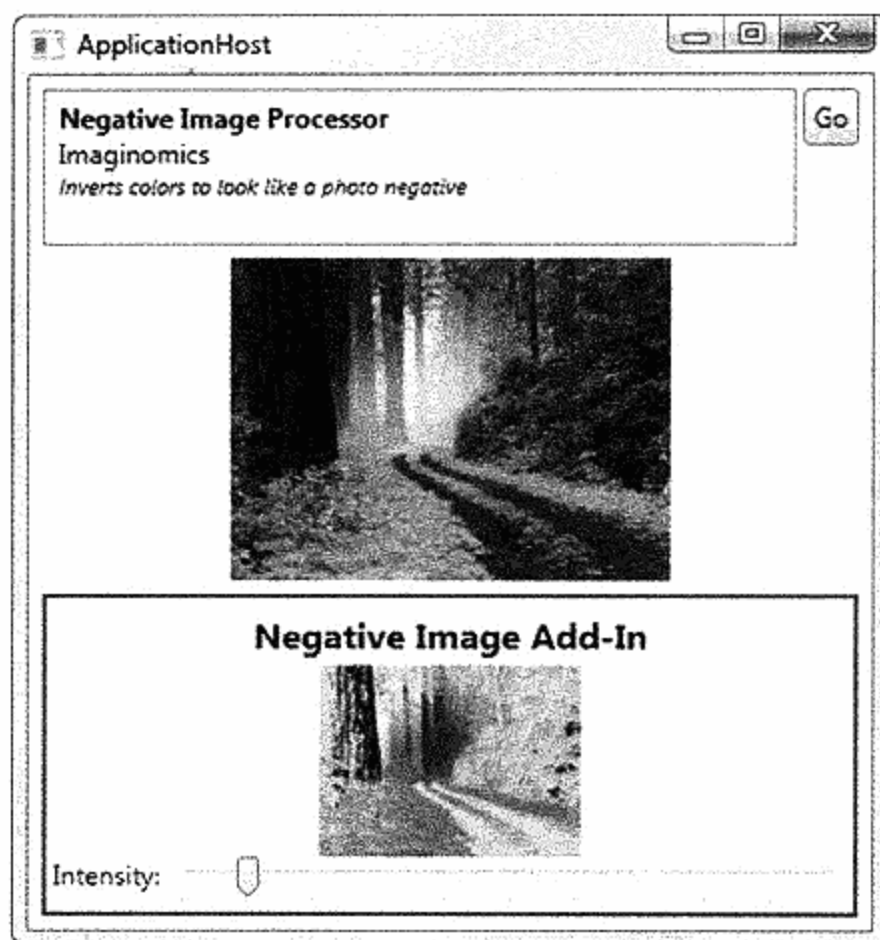 ApplicationHost
Negative Image Processor
Go
Imaginomics
Inverts colors to look like a photo negative
Negative Image Add-In
Intensity: